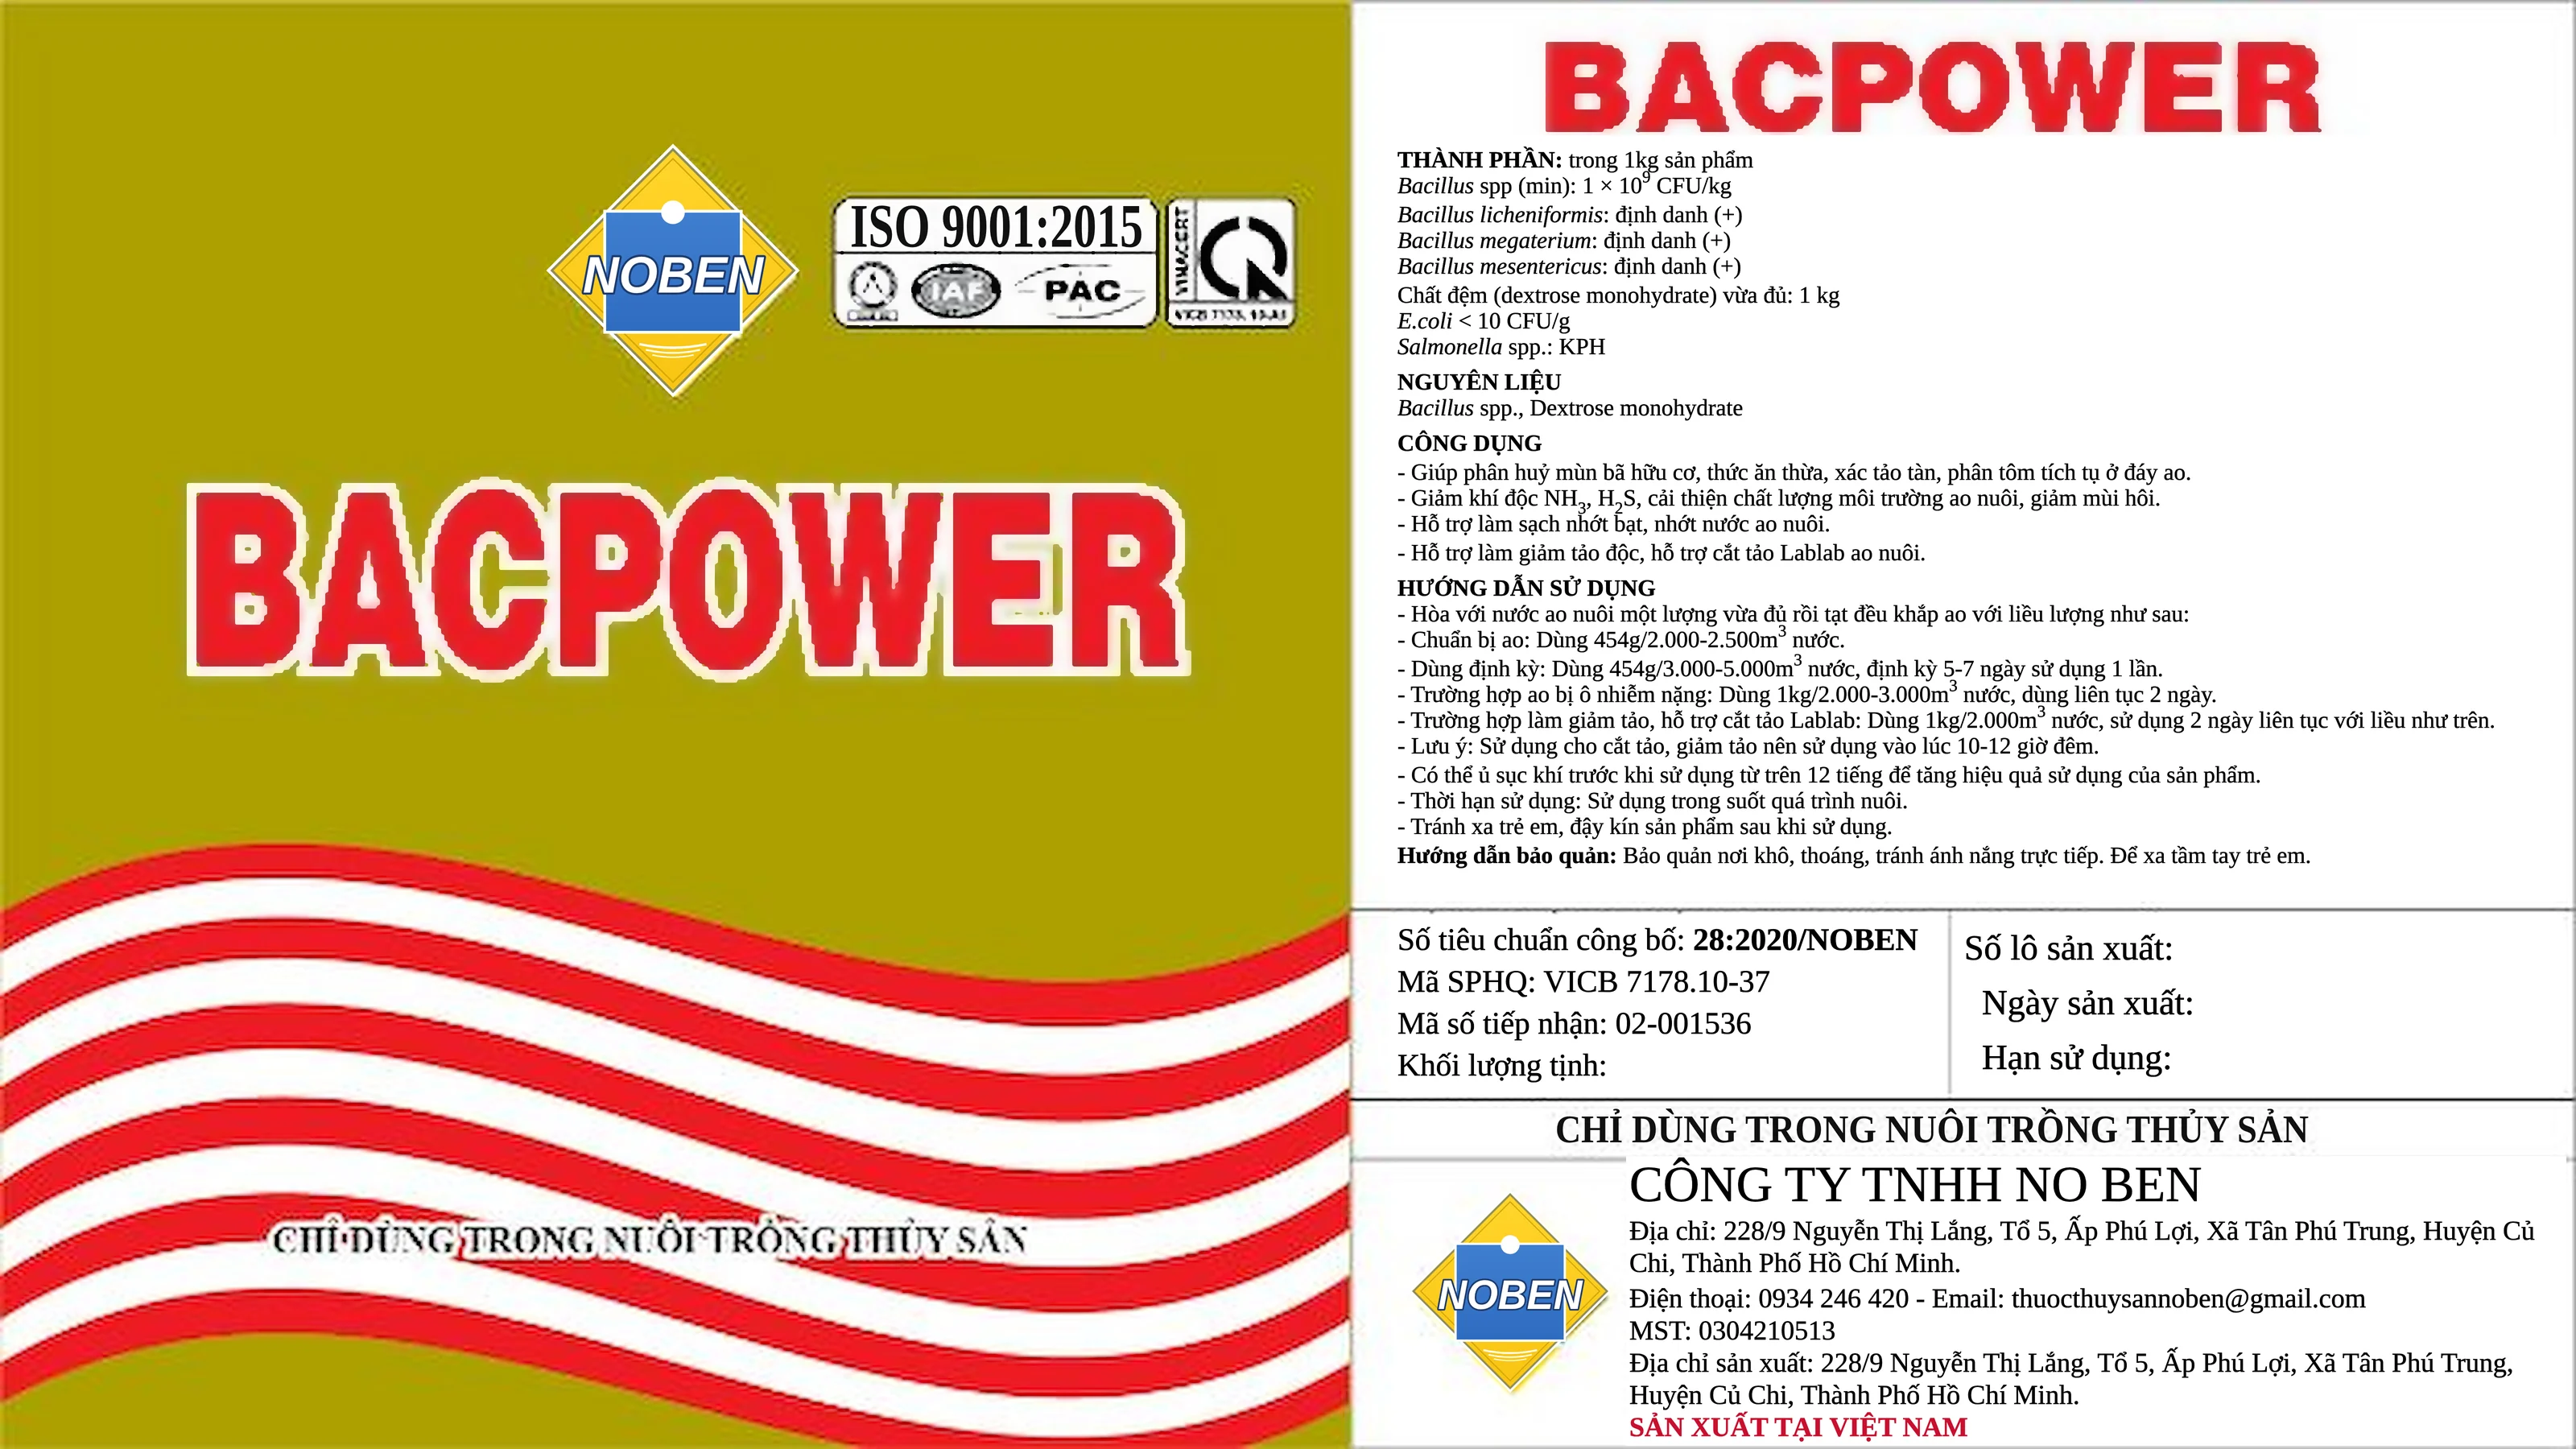 NOBEN
ISO 9001:2015
IAF
PAC
VINACERT
BACPOWER
CHỈ DÙNG TRONG NUÔI TRỒNG THỦY SẢN
BACPOWER
THÀNH PHẦN: trong 1kg sản phẩm
Bacillus spp (min): 1 × 10⁹ CFU/kg
Bacillus licheniformis: định danh (+)
Bacillus megaterium: định danh (+)
Bacillus mesentericus: định danh (+)
Chất đệm (dextrose monohydrate) vừa đủ: 1 kg
E.coli < 10 CFU/g
Salmonella spp.: KPH
NGUYÊN LIỆU
Bacillus spp., Dextrose monohydrate
CÔNG DỤNG
- Giúp phân huỷ mùn bã hữu cơ, thức ăn thừa, xác tảo tàn, phân tôm tích tụ ở đáy ao.
- Giảm khí độc NH₃, H₂S, cải thiện chất lượng môi trường ao nuôi, giảm mùi hôi.
- Hỗ trợ làm sạch nhớt bạt, nhớt nước ao nuôi.
- Hỗ trợ làm giảm tảo độc, hỗ trợ cắt tảo Lablab ao nuôi.
HƯỚNG DẪN SỬ DỤNG
- Hòa với nước ao nuôi một lượng vừa đủ rồi tạt đều khắp ao với liều lượng như sau:
- Chuẩn bị ao: Dùng 454g/2.000-2.500m³ nước.
- Dùng định kỳ: Dùng 454g/3.000-5.000m³ nước, định kỳ 5-7 ngày sử dụng 1 lần.
- Trường hợp ao bị ô nhiễm nặng: Dùng 1kg/2.000-3.000m³ nước, dùng liên tục 2 ngày.
- Trường hợp làm giảm tảo, hỗ trợ cắt tảo Lablab: Dùng 1kg/2.000m³ nước, sử dụng 2 ngày liên tục với liều như trên.
- Lưu ý: Sử dụng cho cắt tảo, giảm tảo nên sử dụng vào lúc 10-12 giờ đêm.
- Có thể ủ sục khí trước khi sử dụng từ trên 12 tiếng để tăng hiệu quả sử dụng của sản phẩm.
- Thời hạn sử dụng: Sử dụng trong suốt quá trình nuôi.
- Tránh xa trẻ em, đậy kín sản phẩm sau khi sử dụng.
Hướng dẫn bảo quản: Bảo quản nơi khô, thoáng, tránh ánh nắng trực tiếp. Để xa tầm tay trẻ em.
Số tiêu chuẩn công bố: 28:2020/NOBEN
Mã SPHQ: VICB 7178.10-37
Mã số tiếp nhận: 02-001536
Khối lượng tịnh:
Số lô sản xuất:
Ngày sản xuất:
Hạn sử dụng:
CHỈ DÙNG TRONG NUÔI TRỒNG THỦY SẢN
NOBEN
CÔNG TY TNHH NO BEN
Địa chỉ: 228/9 Nguyễn Thị Lắng, Tổ 5, Ấp Phú Lợi, Xã Tân Phú Trung, Huyện Củ
Chi, Thành Phố Hồ Chí Minh.
Điện thoại: 0934 246 420 - Email: thuocthuysannoben@gmail.com
MST: 0304210513
Địa chỉ sản xuất: 228/9 Nguyễn Thị Lắng, Tổ 5, Ấp Phú Lợi, Xã Tân Phú Trung,
Huyện Củ Chi, Thành Phố Hồ Chí Minh.
SẢN XUẤT TẠI VIỆT NAM